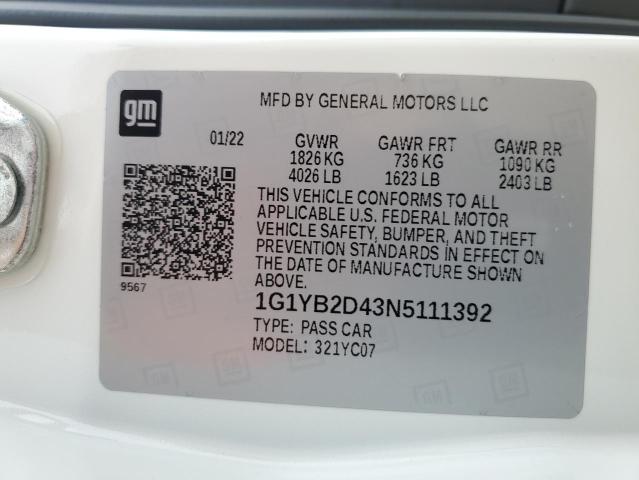 gm
MFD BY GENERAL MOTORS LLC
01/22 GVWR GAWR FRT GAWR RR
1826 KG 736 KG 1090 KG
4026 LB 1623 LB 2403 LB
THIS VEHICLE CONFORMS TO ALL
APPLICABLE U.S. FEDERAL MOTOR
VEHICLE SAFETY, BUMPER, AND THEFT
PREVENTION STANDARDS IN EFFECT ON
THE DATE OF MANUFACTURE SHOWN
ABOVE.
9567
1G1YB2D43N5111392
TYPE: PASS CAR
MODEL: 321YC07